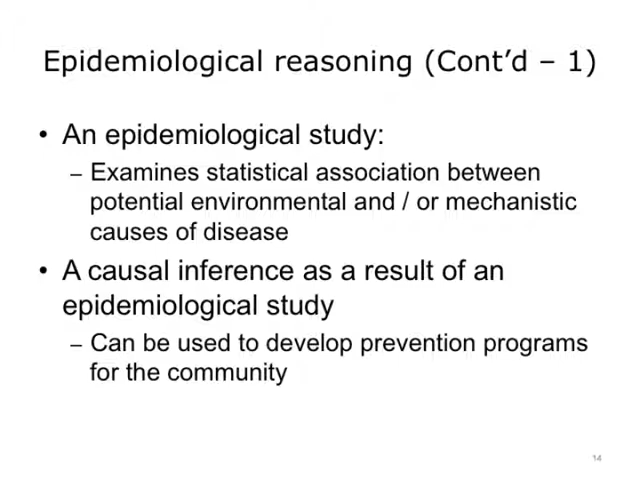 Epidemiological reasoning (Cont'd – 1)
• An epidemiological study:
– Examines statistical association between
potential environmental and / or mechanistic
causes of disease
• A causal inference as a result of an
epidemiological study
– Can be used to develop prevention programs
for the community
14